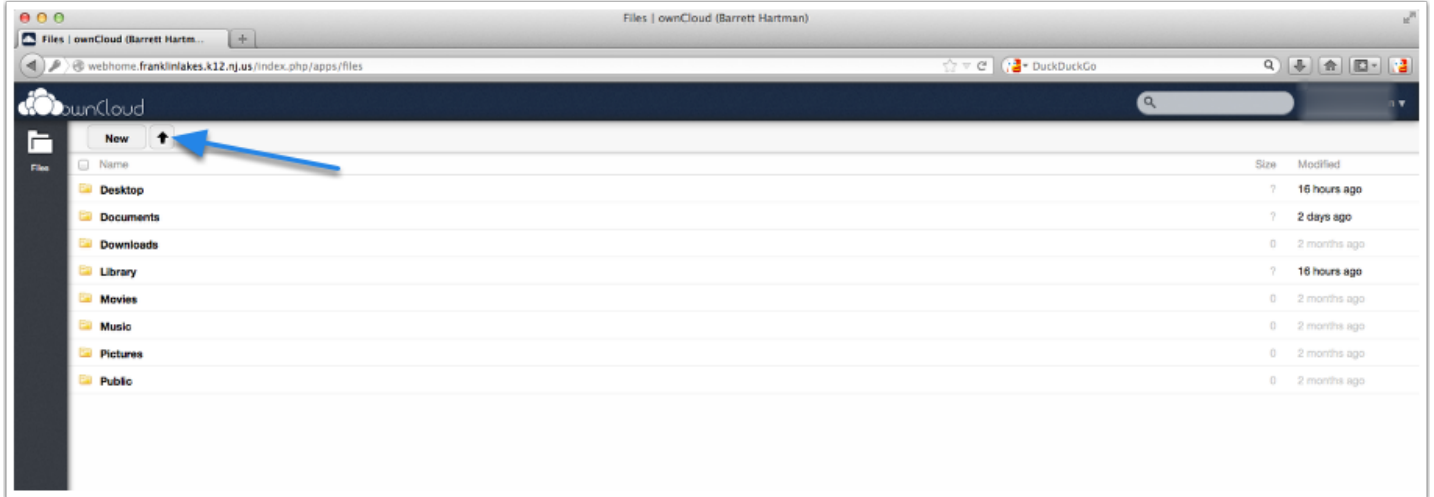 Files | ownCloud (Barrett Hartman)
Files | ownCloud (Barrett Hartm...
webhome.franklinlakes.k12.nj.us/index.php/apps/files
DuckDuckGo
ownCloud
New
Files
Name Size Modified
Desktop ? 16 hours ago
Documents ? 2 days ago
Downloads 0 2 months ago
Library ? 16 hours ago
Movies 0 2 months ago
Music 0 2 months ago
Pictures 0 2 months ago
Public 0 2 months ago